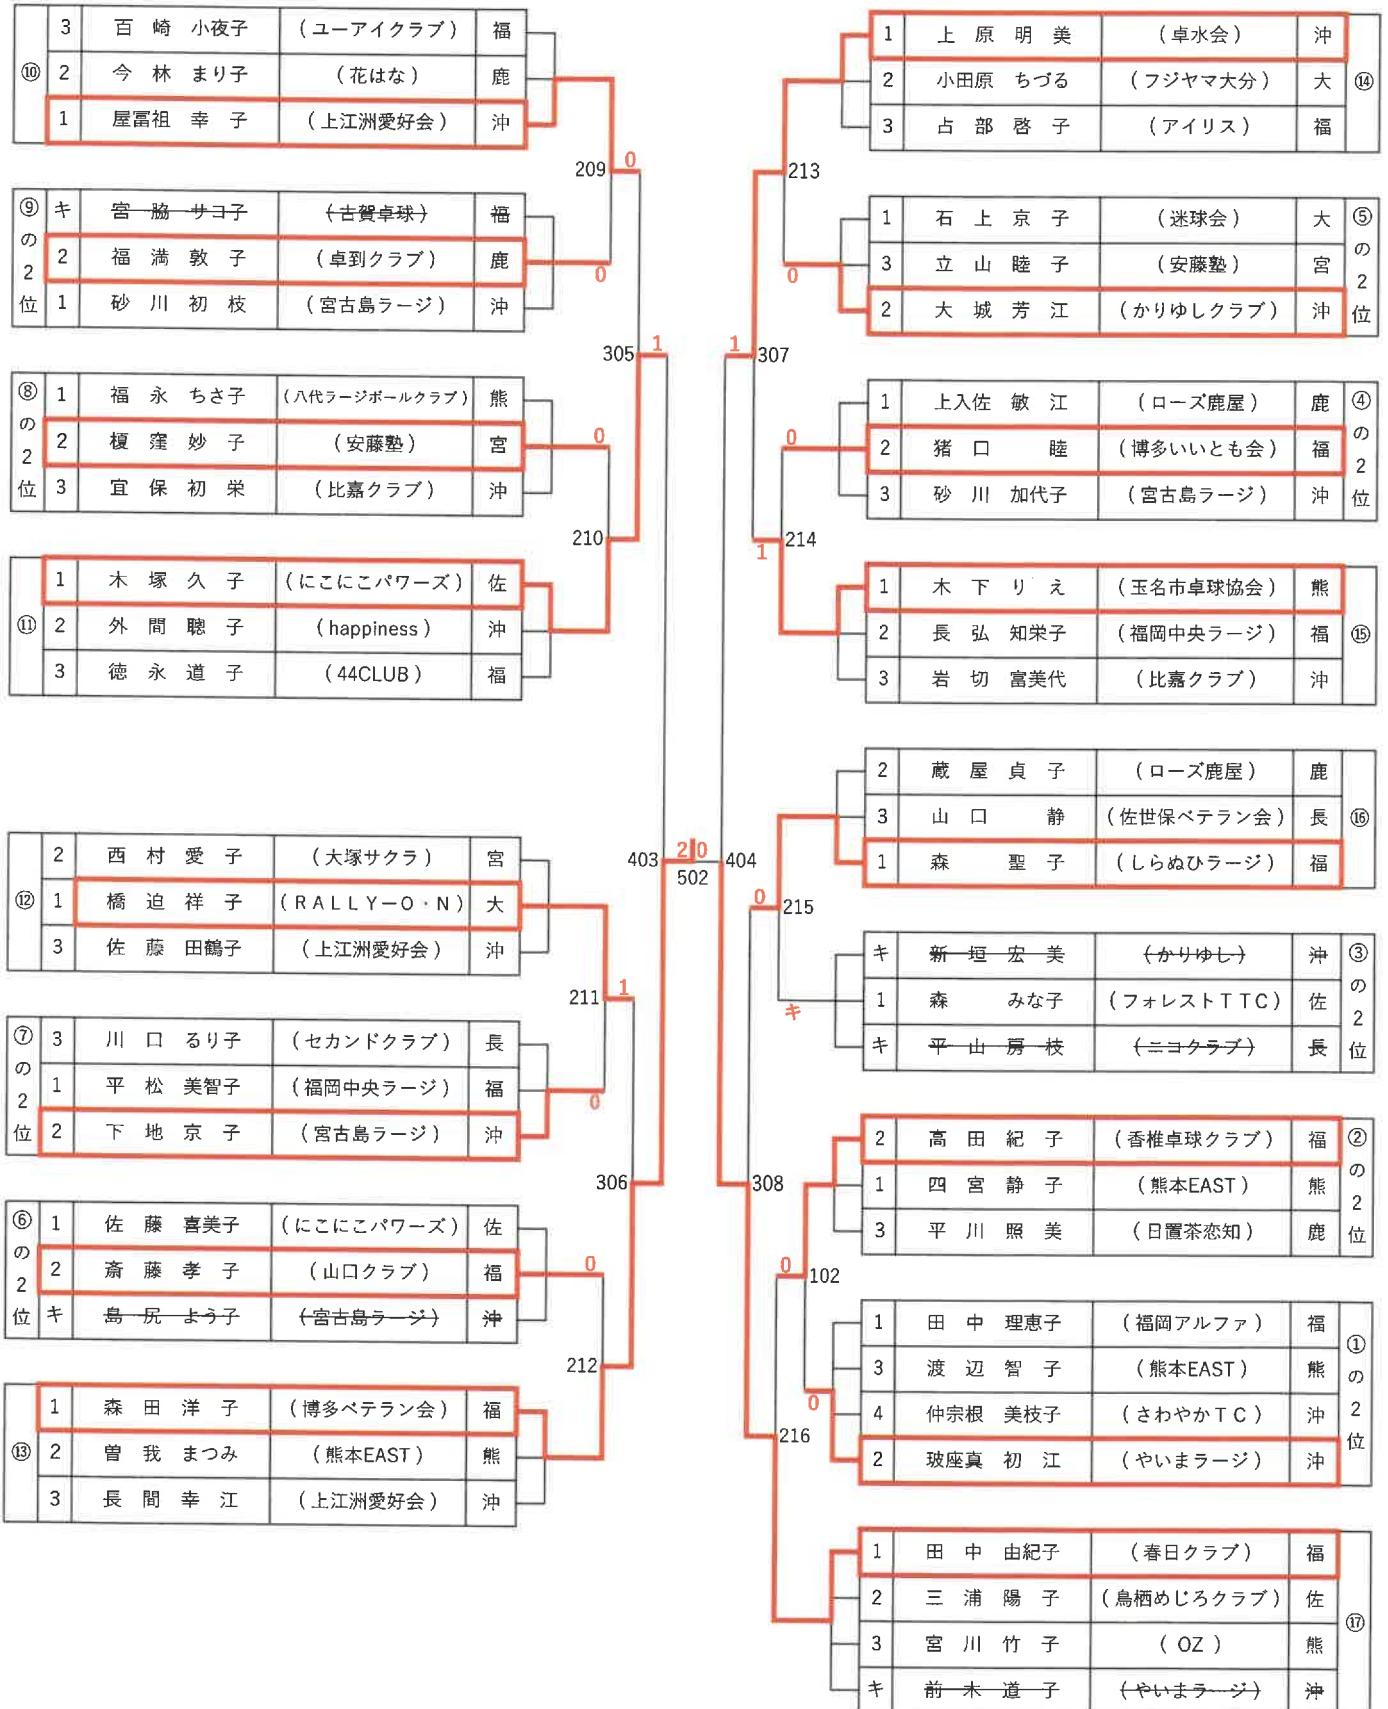 ⑩
3 百崎 小夜子 (ユーアイクラブ) 福
2 今林 まり子 (花はな) 鹿
1 屋冨祖 幸子 (上江洲愛好会) 沖
209 0
⑨の2位
キ 宮脇 サヨ子 (古賀卓球) 福
2 福満敦子 (卓到クラブ) 鹿
1 砂川初枝 (宮古島ラージ) 沖
0
305 1
⑧の2位
1 福永 ちさ子 (八代ラージボールクラブ) 熊
2 榎窪妙子 (安藤塾) 宮
3 宜保初栄 (比嘉クラブ) 沖
0
210
⑪
1 木塚久子 (にこにこパワーズ) 佐
2 外間聰子 (happiness) 沖
3 徳永道子 (44CLUB) 福
403 2 0 404
502
⑫
2 西村愛子 (大塚サクラ) 宮
1 橋迫祥子 (RALLYーO・N) 大
3 佐藤 田鶴子 (上江洲愛好会) 沖
211 1
⑦の2位
3 川口 るり子 (セカンドクラブ) 長
1 平松 美智子 (福岡中央ラージ) 福
2 下地京子 (宮古島ラージ) 沖
0
306
⑥の2位
1 佐藤 喜美子 (にこにこパワーズ) 佐
2 斎藤孝子 (山口クラブ) 福
キ 島尻 よう子 (宮古島ラージ) 沖
0
212
⑬
1 森田洋子 (博多ベテラン会) 福
2 曽我 まつみ (熊本EAST) 熊
3 長間幸江 (上江洲愛好会) 沖
1 上原明美 (卓水会) 沖
2 小田原 ちづる (フジヤマ大分) 大
3 占部啓子 (アイリス) 福
⑭
213
1 石上京子 (迷球会) 大
3 立山睦子 (安藤塾) 宮
2 大城芳江 (かりゆしクラブ) 沖
⑤の2位
0
1 307
1 上入佐 敏江 (ローズ鹿屋) 鹿
2 猪口 睦 (博多いいとも会) 福
3 砂川 加代子 (宮古島ラージ) 沖
④の2位
0
1 214
1 木下りえ (玉名市卓球協会) 熊
2 長弘 知栄子 (福岡中央ラージ) 福
3 岩切 富美代 (比嘉クラブ) 沖
⑮
2 蔵屋貞子 (ローズ鹿屋) 鹿
3 山口 静 (佐世保ベテラン会) 長
1 森 聖子 (しらぬひラージ) 福
⑯
0 215
キ 新垣宏美 (かりゆし) 沖
1 森 みな子 (フォレストTTC) 佐
キ 平山房枝 (ニコクラブ) 長
③の2位
キ
308
2 高田紀子 (香椎卓球クラブ) 福
1 四宮静子 (熊本EAST) 熊
3 平川照美 (日置茶恋知) 鹿
②の2位
0 102
1 田中 理恵子 (福岡アルファ) 福
3 渡辺智子 (熊本EAST) 熊
4 仲宗根 美枝子 (さわやかTC) 沖
2 玻座真 初江 (やいまラージ) 沖
①の2位
0
216
1 田中 由紀子 (春日クラブ) 福
2 三浦陽子 (鳥栖めじろクラブ) 佐
3 宮川竹子 (OZ) 熊
キ 前木道子 (やいまラージ) 沖
⑰